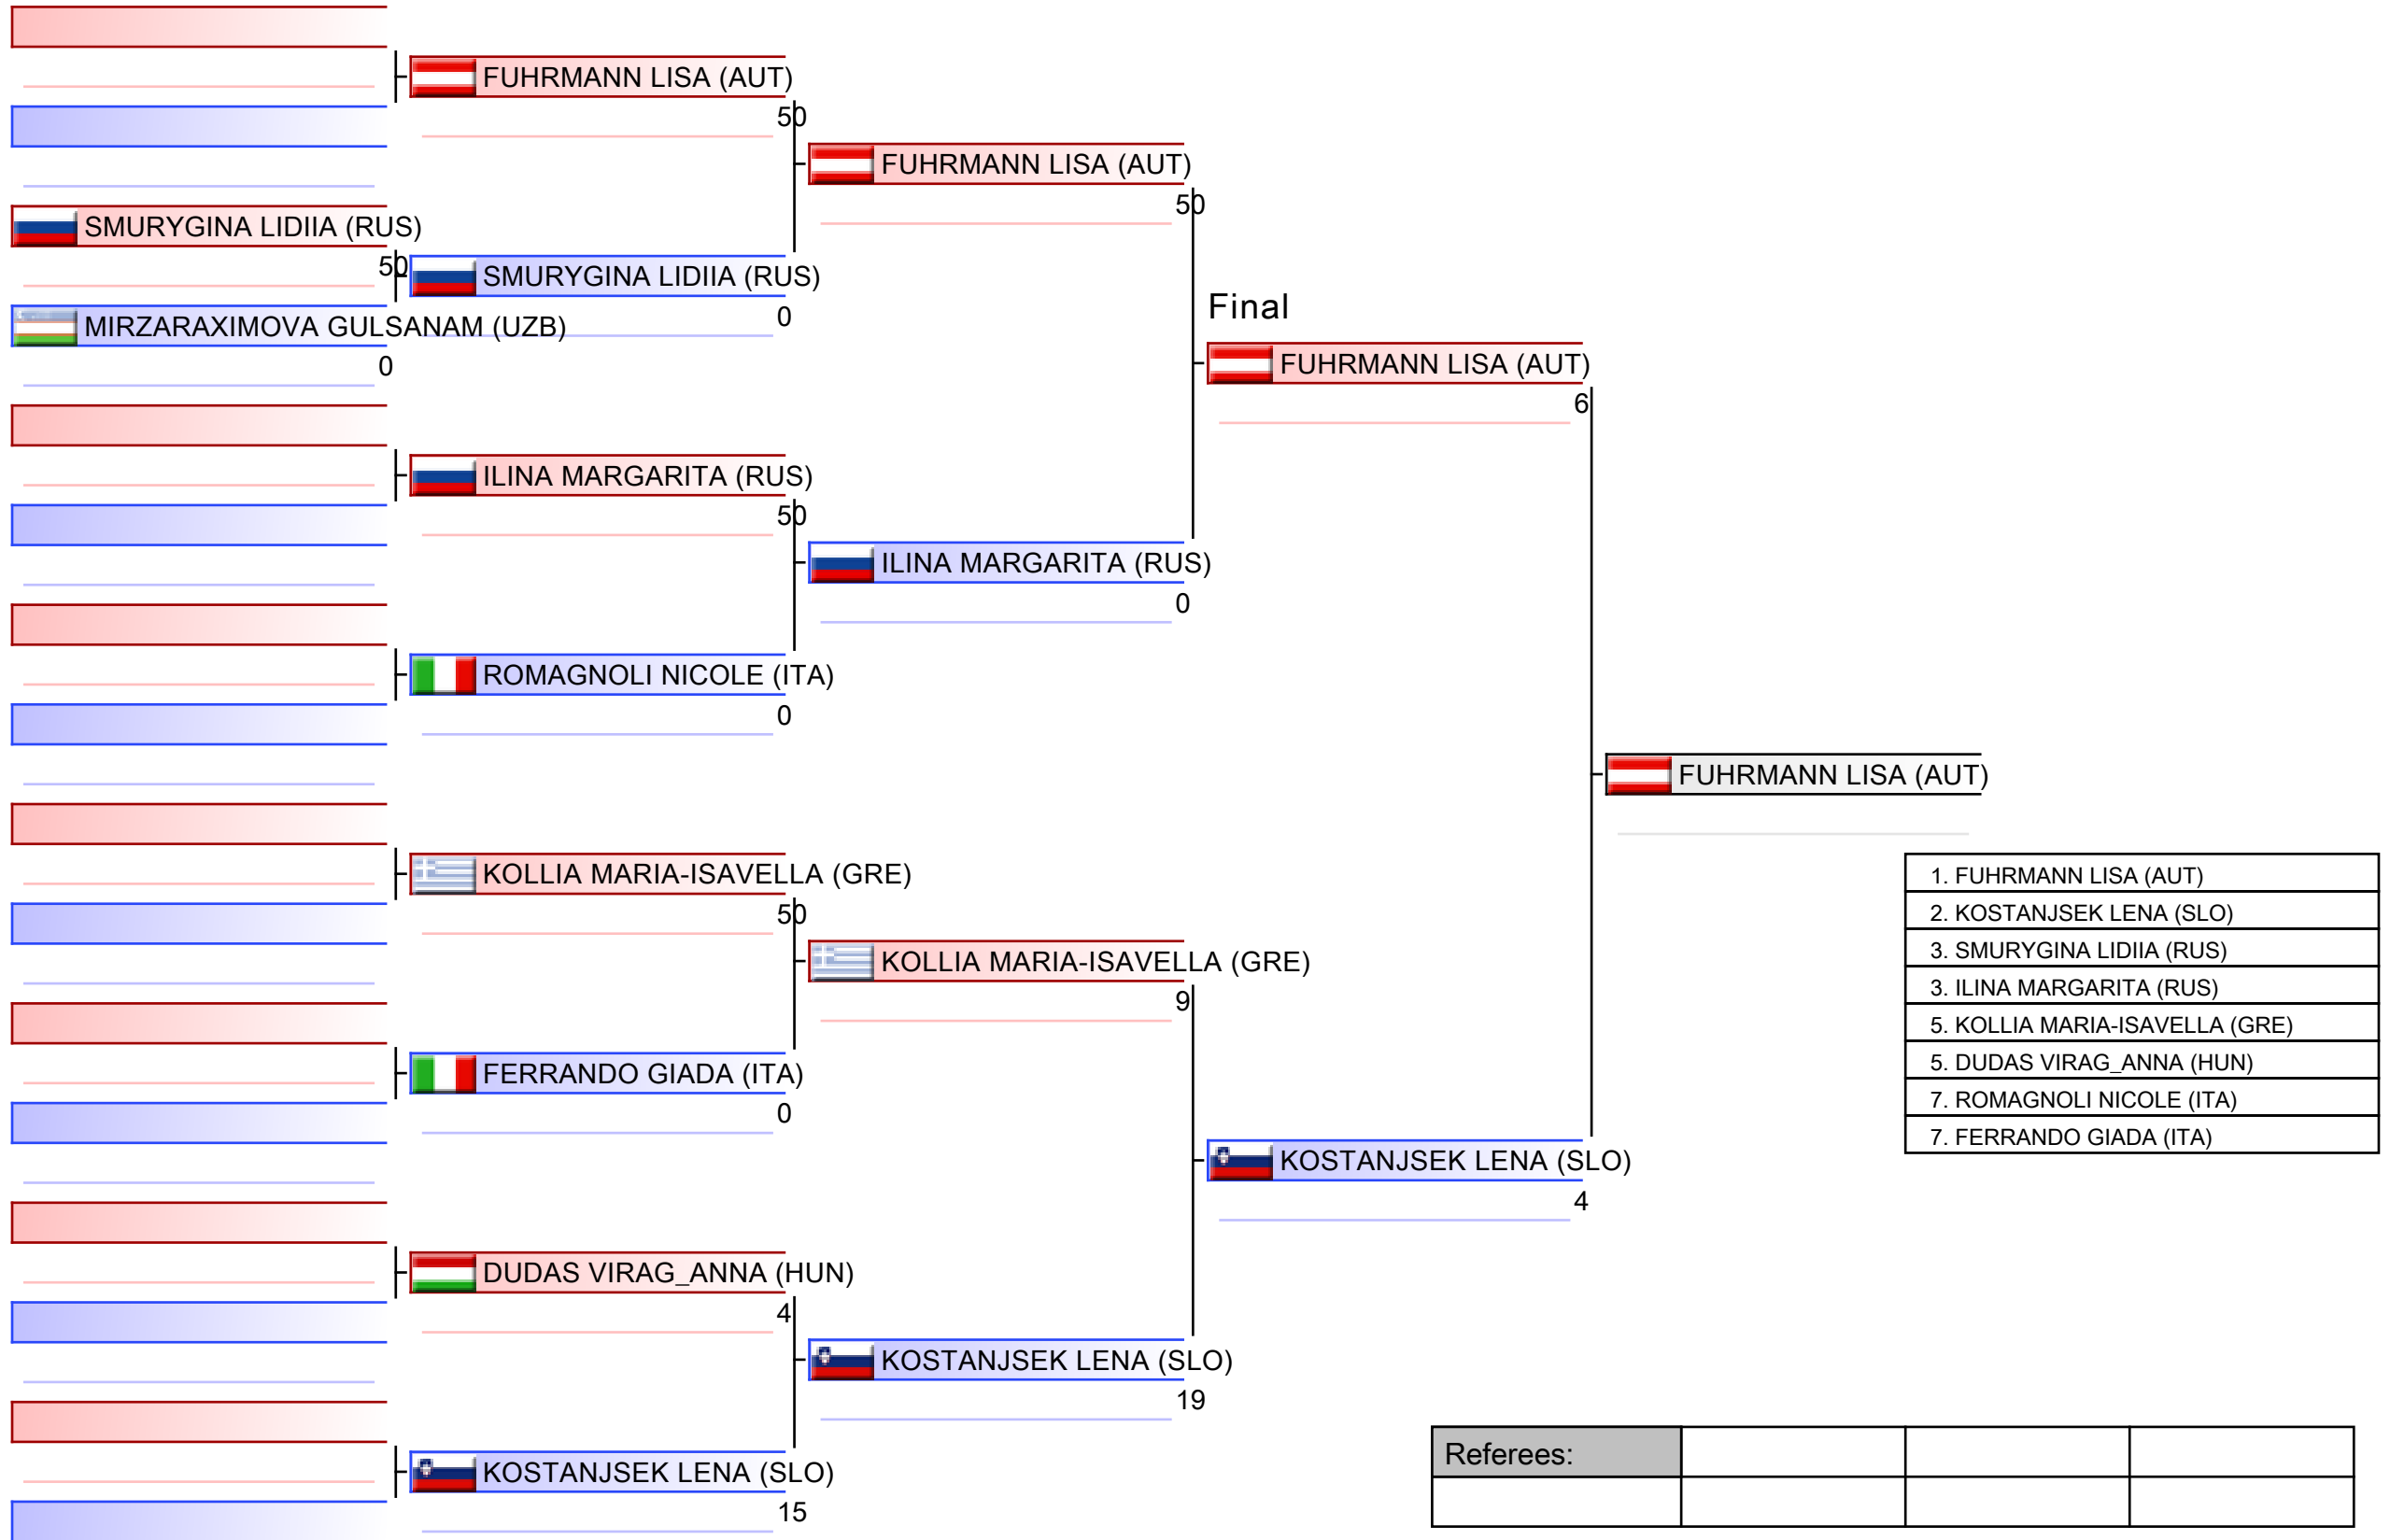 FUHRMANN LISA (AUT)
50
FUHRMANN LISA (AUT)
50
SMURYGINA LIDIIA (RUS)
50
SMURYGINA LIDIIA (RUS)
0
MIRZARAXIMOVA GULSANAM (UZB)
0
Final
FUHRMANN LISA (AUT)
6
ILINA MARGARITA (RUS)
50
ILINA MARGARITA (RUS)
0
ROMAGNOLI NICOLE (ITA)
0
FUHRMANN LISA (AUT)
KOLLIA MARIA-ISAVELLA (GRE)
50
KOLLIA MARIA-ISAVELLA (GRE)
9
FERRANDO GIADA (ITA)
0
KOSTANJSEK LENA (SLO)
4
DUDAS VIRAG_ANNA (HUN)
4
KOSTANJSEK LENA (SLO)
19
KOSTANJSEK LENA (SLO)
15
1. FUHRMANN LISA (AUT)
2. KOSTANJSEK LENA (SLO)
3. SMURYGINA LIDIIA (RUS)
3. ILINA MARGARITA (RUS)
5. KOLLIA MARIA-ISAVELLA (GRE)
5. DUDAS VIRAG_ANNA (HUN)
7. ROMAGNOLI NICOLE (ITA)
7. FERRANDO GIADA (ITA)
Referees: